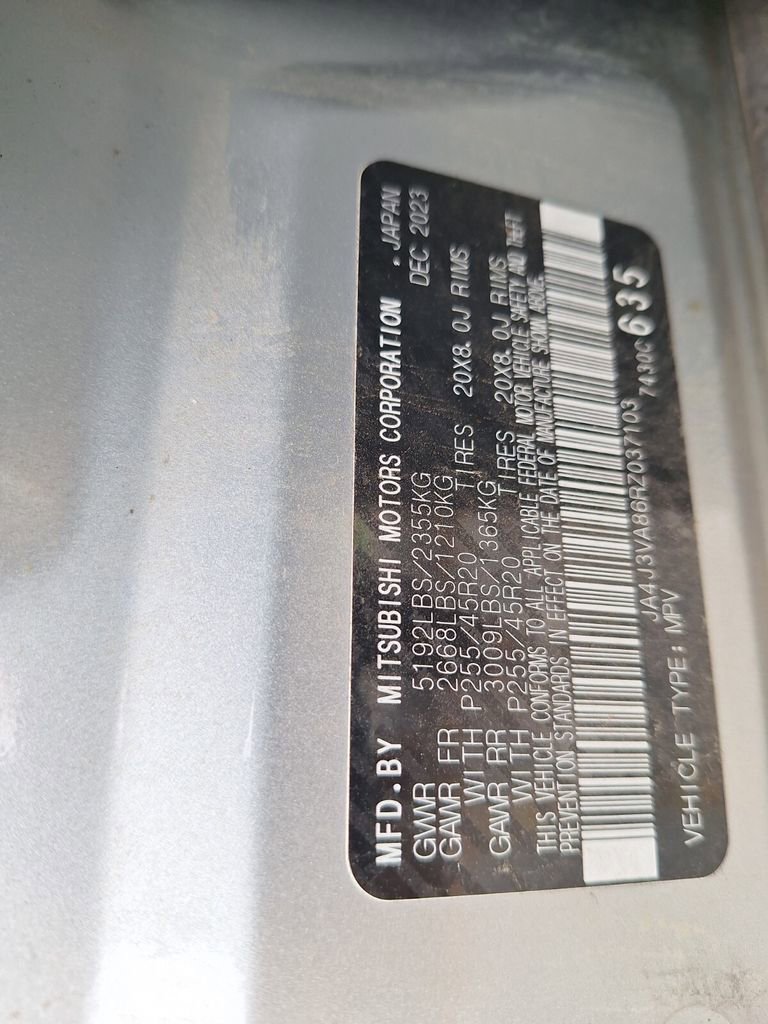 MFD.BY MITSUBISHI MOTORS CORPORATION , JAPAN
GWWR 5192LBS/2355KG DEC 2023
GAWR FR 2668LBS/1210KG
WITH P255/45R20 TIRES 20X8.0J RIMS
GAWR RR 3009LBS/1365KG
WITH P255/45R20 TIRES 20X8.0J RIMS
THIS VEHICLE CONFORMS TO ALL APPLICABLE FEDERAL MOTOR VEHICLE SAFETY AND THEFT
PREVENTION STANDARDS IN EFFECT ON THE DATE OF MANUFACTURE SHOWN ABOVE.
JA4J3VA86RZ037103
VEHICLE TYPE: MPV 7430C 635